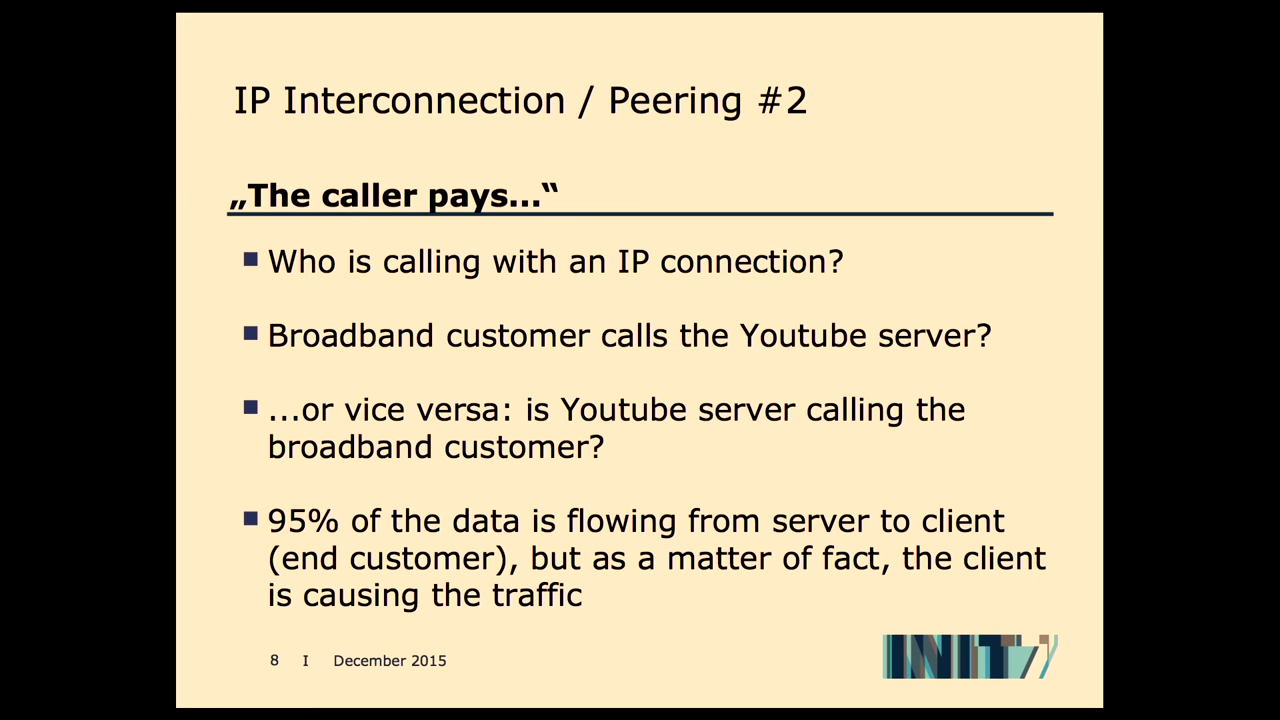 IP Interconnection / Peering #2
„The caller pays...“
Who is calling with an IP connection?
Broadband customer calls the Youtube server?
...or vice versa: is Youtube server calling the
broadband customer?
95% of the data is flowing from server to client
(end customer), but as a matter of fact, the client
is causing the traffic
8 I December 2015
INIT7